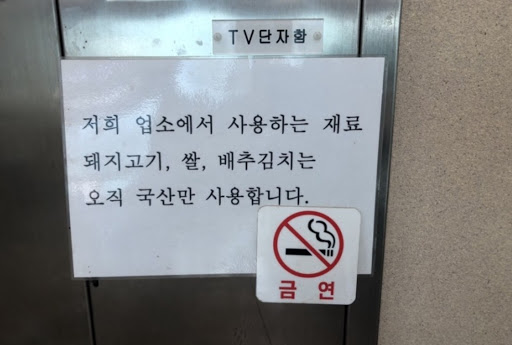 TV단자함
저희 업소에서 사용하는 재료
돼지고기, 쌀, 배추김치는
오직 국산만 사용합니다.
금 연